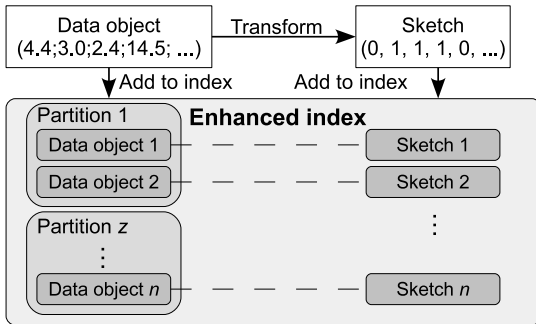 Data object
(4.4;3.0;2.4;14.5; ...)
Transform
Sketch
(0, 1, 1, 1, 0, ...)
Add to index
Add to index
Partition 1
Enhanced index
Data object 1
Sketch 1
Data object 2
Sketch 2
Partition z
⋮
⋮
Data object n
Sketch n